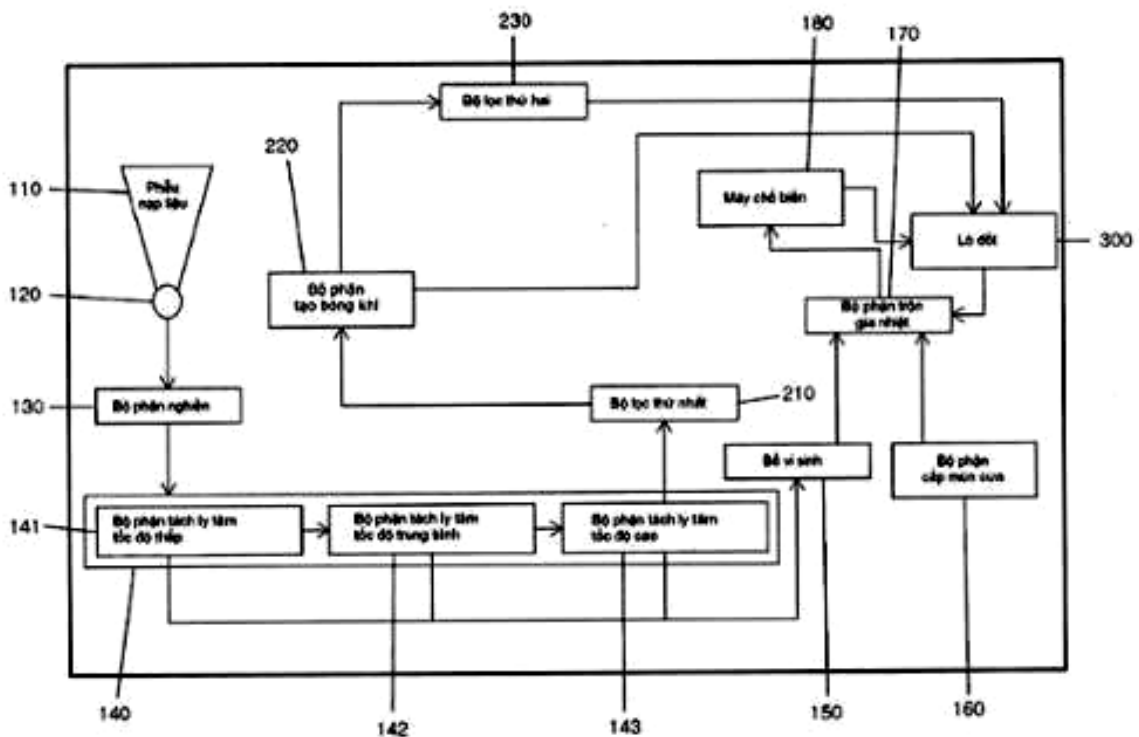 230
180
170
Bộ lọc thứ hai
220
110
Phễu
nạp liệu
Máy chế biến
Lò đốt
300
120
Bộ phận
tạo bóng khí
Bộ phận trộn
gia nhiệt
130
Bộ phận nghiền
Bộ lọc thứ nhất
210
Bể vi sinh
Bộ phận
cấp mùn cưa
141
Bộ phận tách ly tâm
tốc độ thấp
Bộ phận tách ly tâm
tốc độ trung bình
Bộ phận tách ly tâm
tốc độ cao
140
142
143
150
160